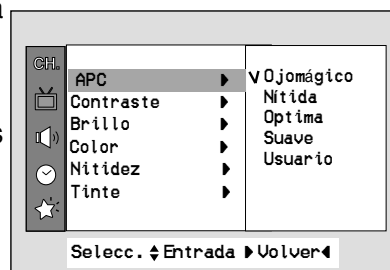 a
s
CH.
APC
Contraste
Brillo
Color
Nitidez
Tinte
Ojomágico
Nítida
Optima
Suave
Usuario
Selecc. Entrada Volver